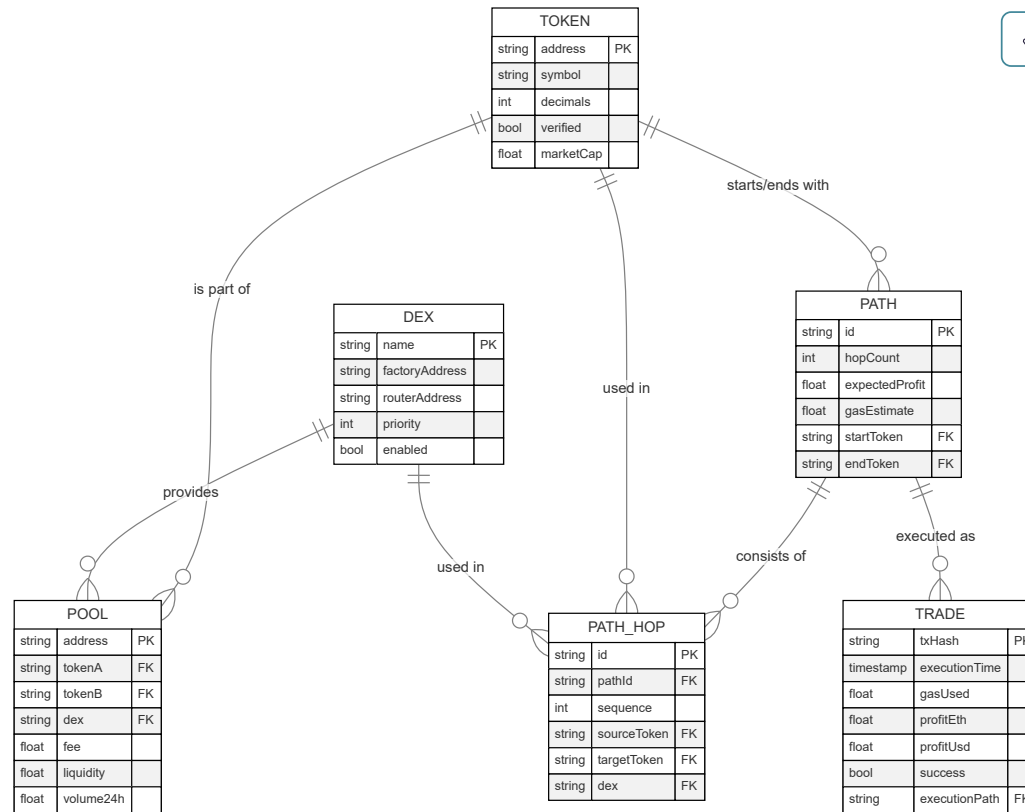 TOKEN
string address PK
string symbol
int decimals
bool verified
float marketCap
starts/ends with
is part of
DEX
string name PK
string factoryAddress
string routerAddress
int priority
bool enabled
PATH
string id PK
int hopCount
float expectedProfit
float gasEstimate
string startToken FK
string endToken FK
used in
provides
used in
consists of
executed as
POOL
string address PK
string tokenA FK
string tokenB FK
string dex FK
float fee
float liquidity
float volume24h
PATH_HOP
string id PK
string pathId FK
int sequence
string sourceToken FK
string targetToken FK
string dex FK
TRADE
string txHash PK
timestamp executionTime
float gasUsed
float profitEth
float profitUsd
bool success
string executionPath FK